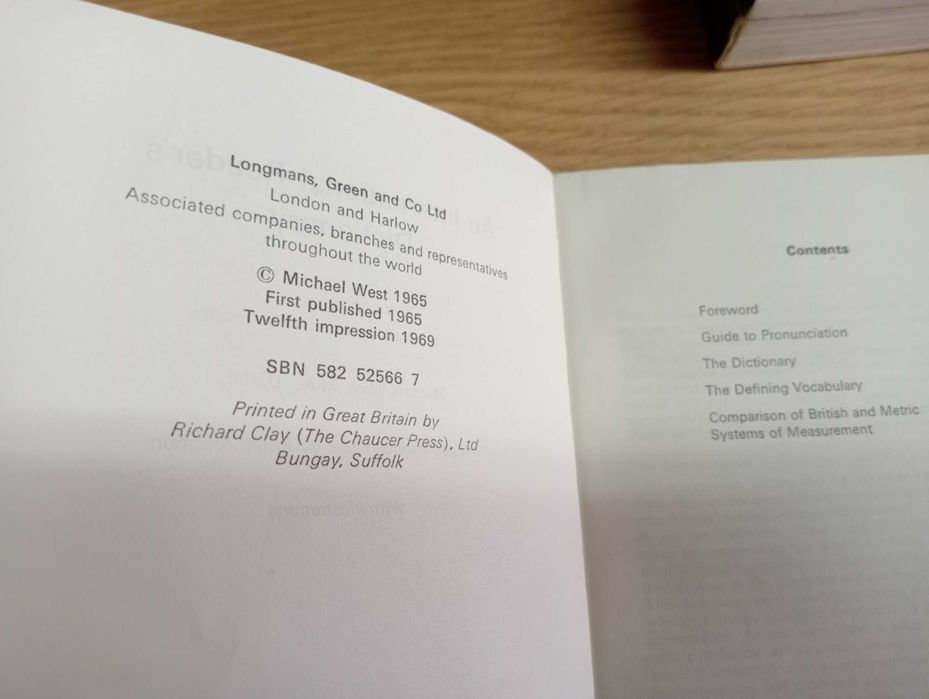 Longmans, Green and Co Ltd
London and Harlow
Associated companies, branches and representatives
throughout the world
© Michael West 1965
First published 1965
Twelfth impression 1969
SBN 582 52566 7
Printed in Great Britain by
Richard Clay (The Chaucer Press), Ltd
Bungay, Suffolk
Contents
Foreword
Guide to Pronunciation
The Dictionary
The Defining Vocabulary
Comparison of British and Metric
Systems of Measurement